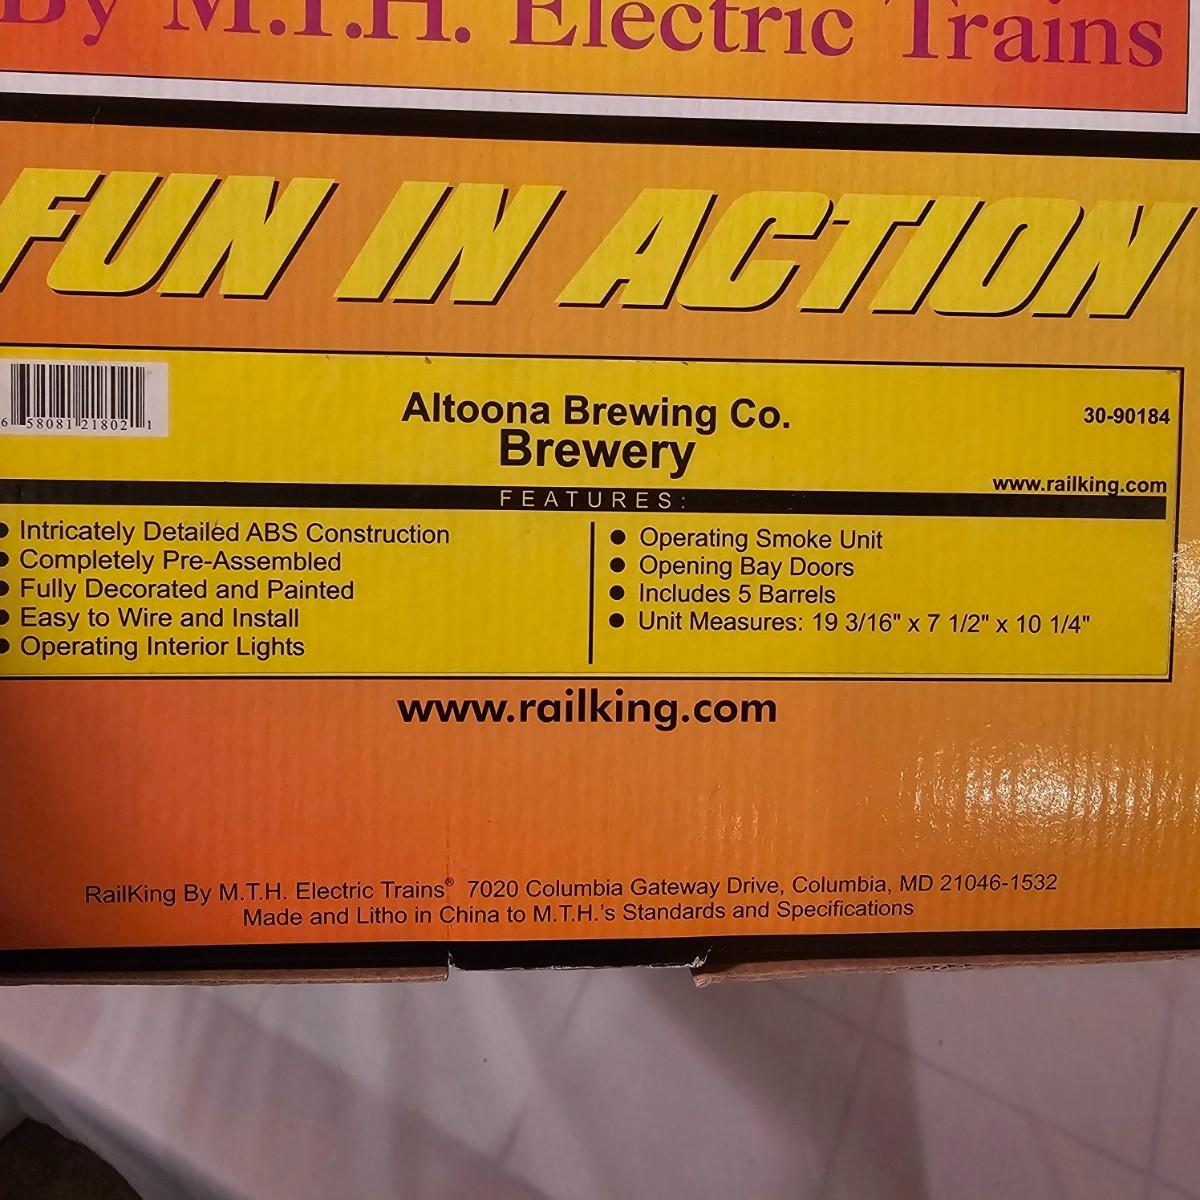 By M.T.H. Electric Trains
FUN IN ACTION
6 58081 21802 1
Altoona Brewing Co.
Brewery
30-90184
www.railking.com
FEATURES:
● Intricately Detailed ABS Construction
● Completely Pre-Assembled
● Fully Decorated and Painted
● Easy to Wire and Install
● Operating Interior Lights
● Operating Smoke Unit
● Opening Bay Doors
● Includes 5 Barrels
● Unit Measures: 19 3/16" x 7 1/2" x 10 1/4"
www.railking.com
RailKing By M.T.H. Electric Trains® 7020 Columbia Gateway Drive, Columbia, MD 21046-1532
Made and Litho in China to M.T.H.'s Standards and Specifications